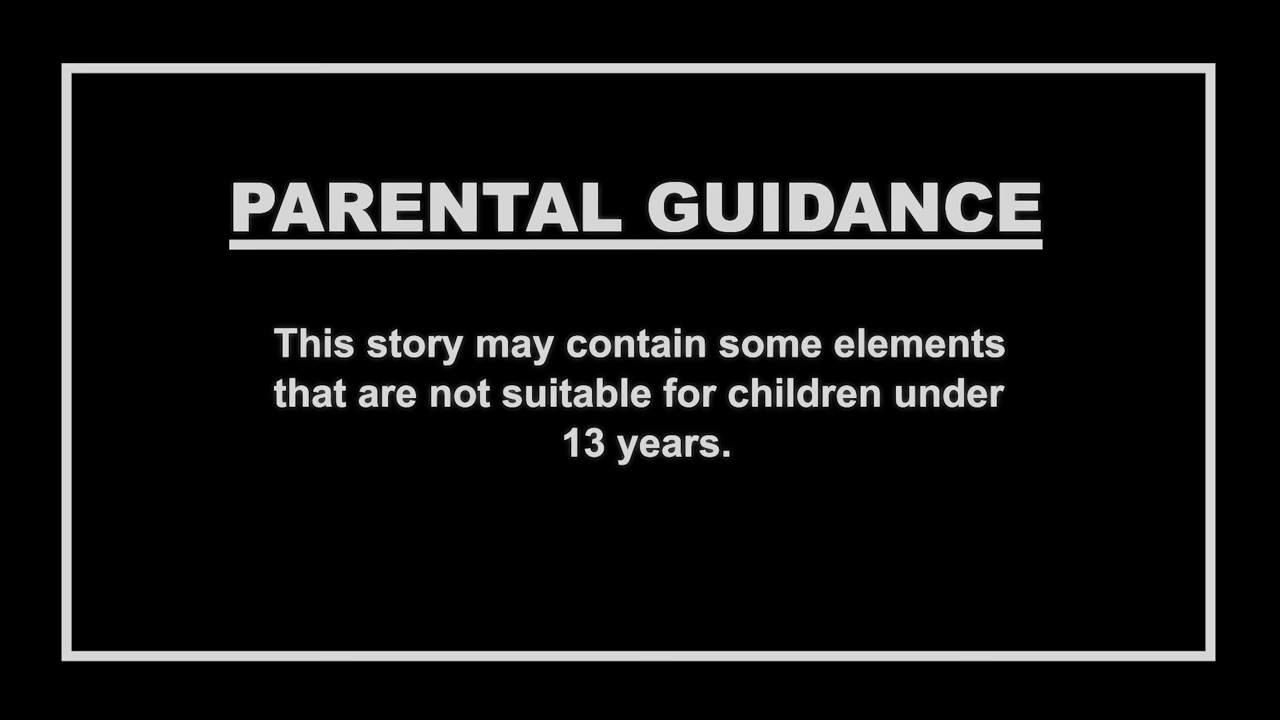 PARENTAL GUIDANCE
This story may contain some elements
that are not suitable for children under
13 years.